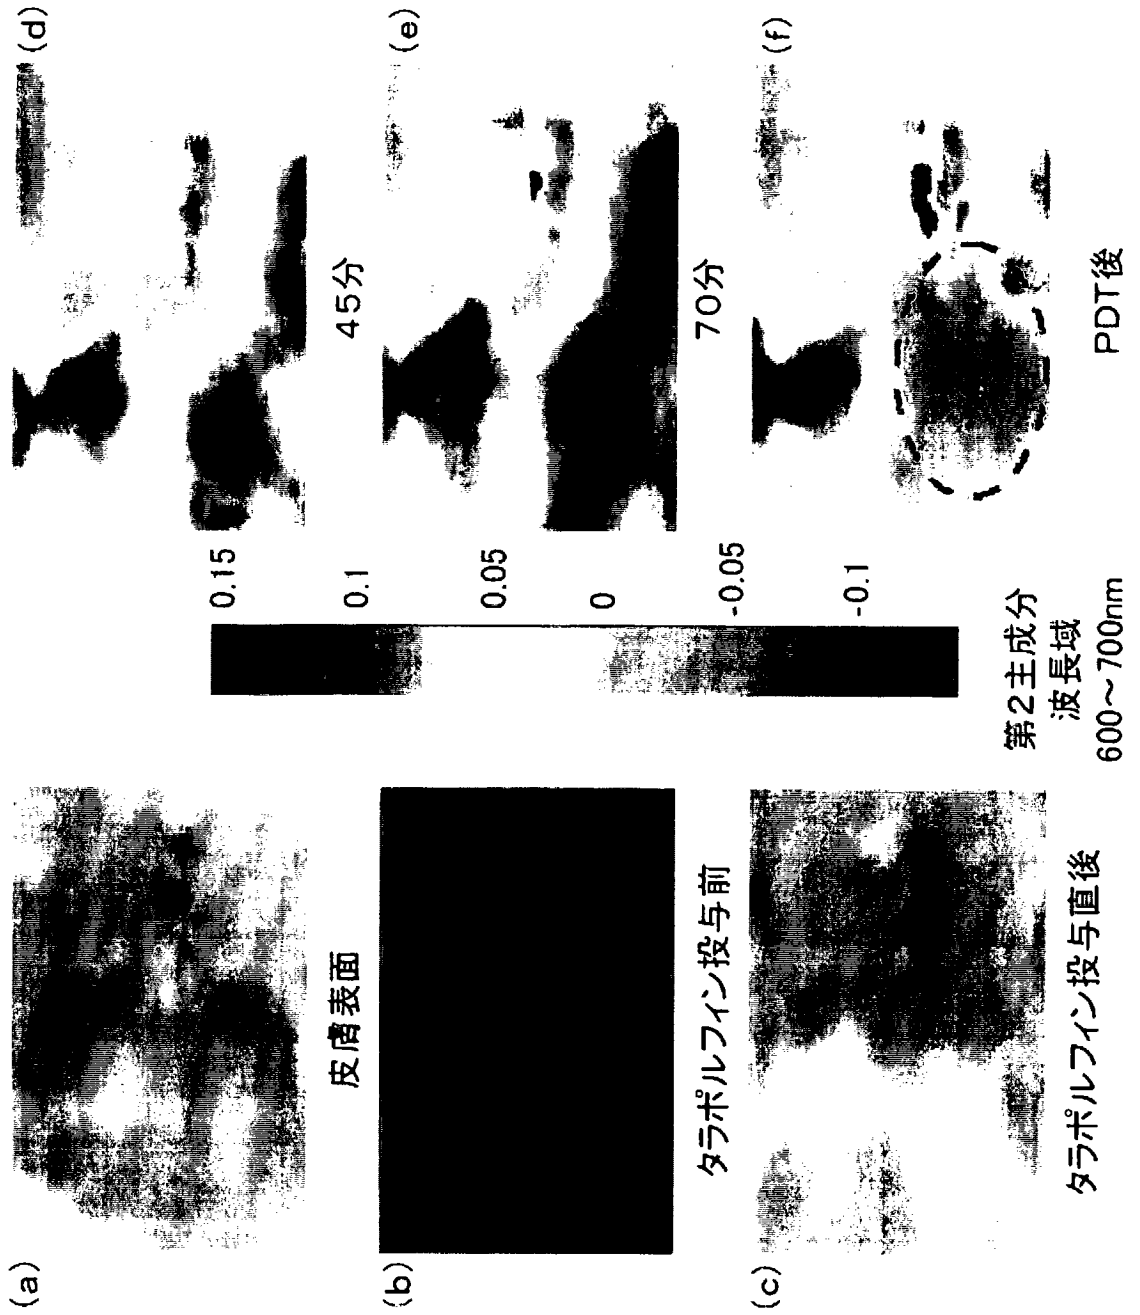 (a)
皮膚表面
(b)
タラポルフィン投与前
(c)
タラポルフィン投与直後
0.15
0.1
0.05
0
-0.05
-0.1
第2主成分
波長域
600～700nm
(d)
45分
(e)
70分
(f)
PDT後